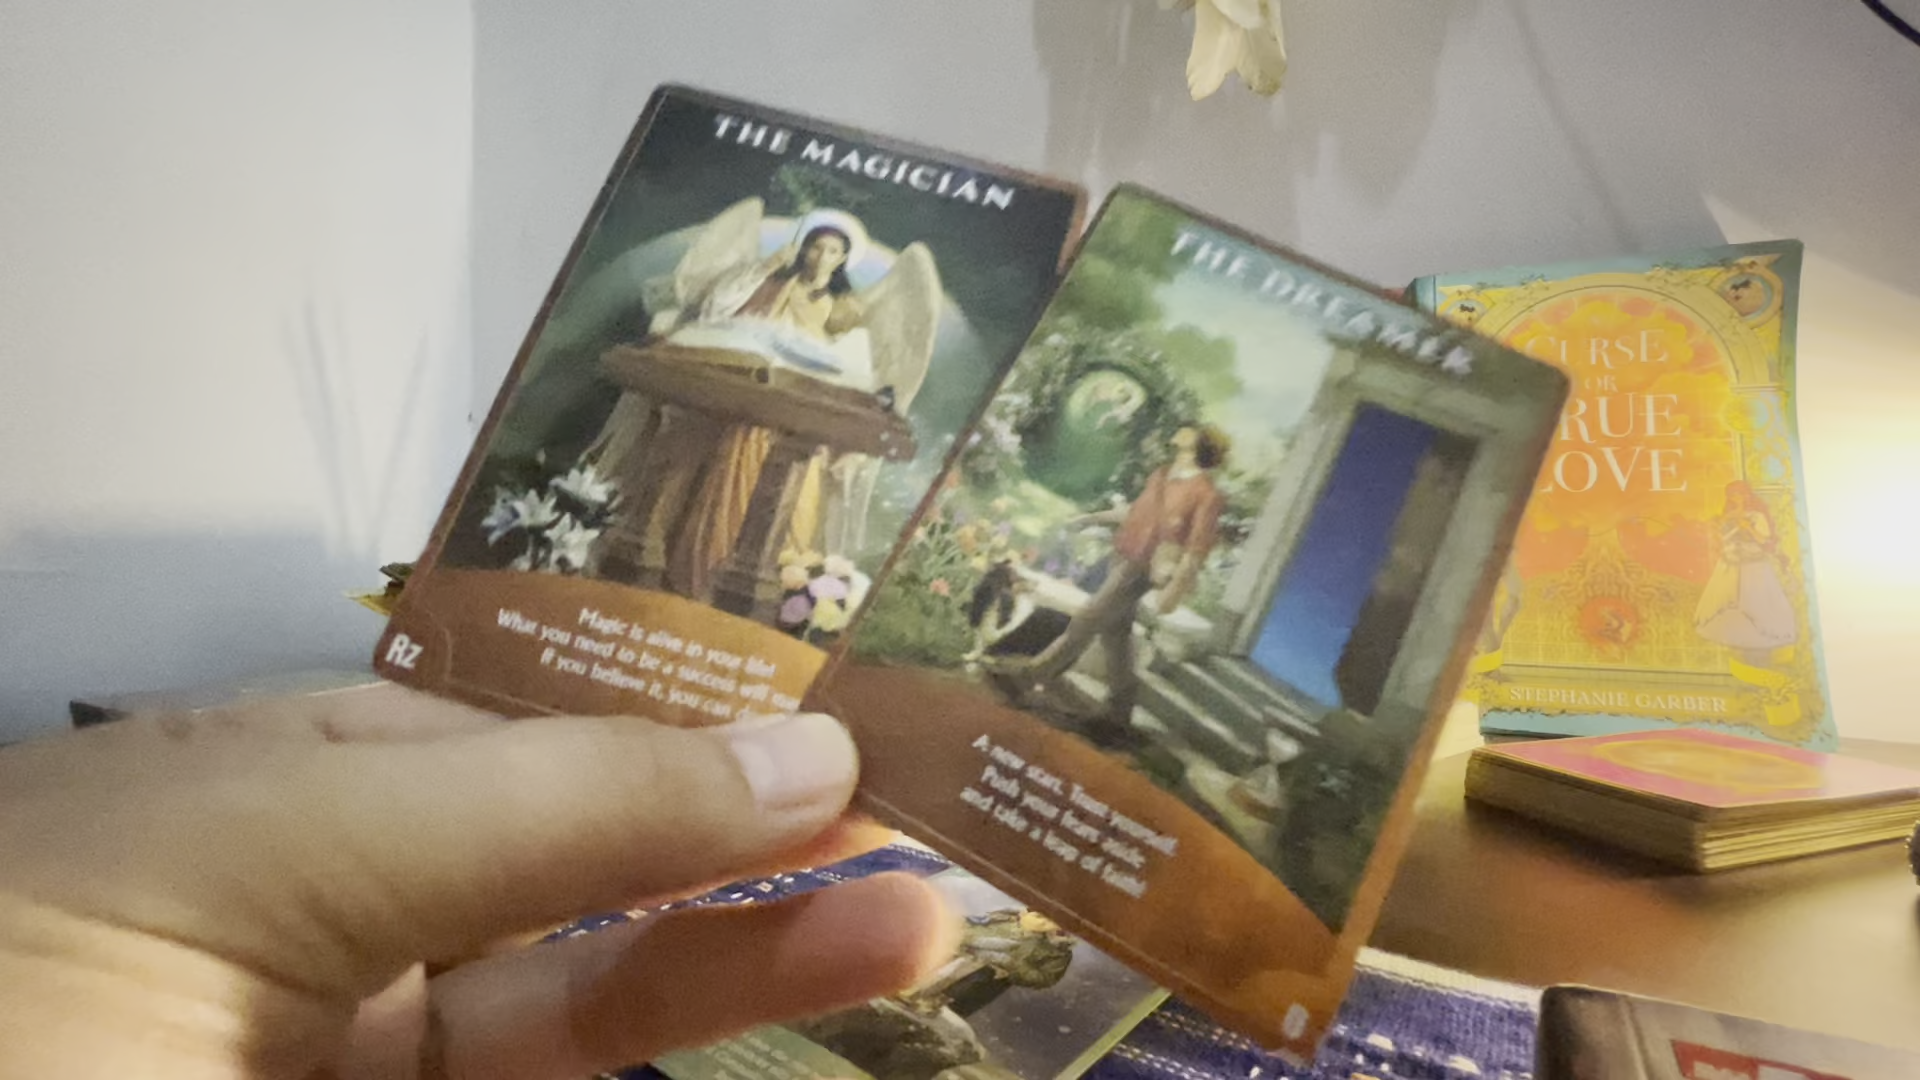 THE MAGICIAN
Magic is alive in your life!
What you need to be a success will
If you believe it, you can
Rz
THE DREAMER
A new start. Trust yourself.
Push your fears aside
and take a leap of faith!
0
CURSE
OR
TRUE
LOVE
STEPHANIE GARBER